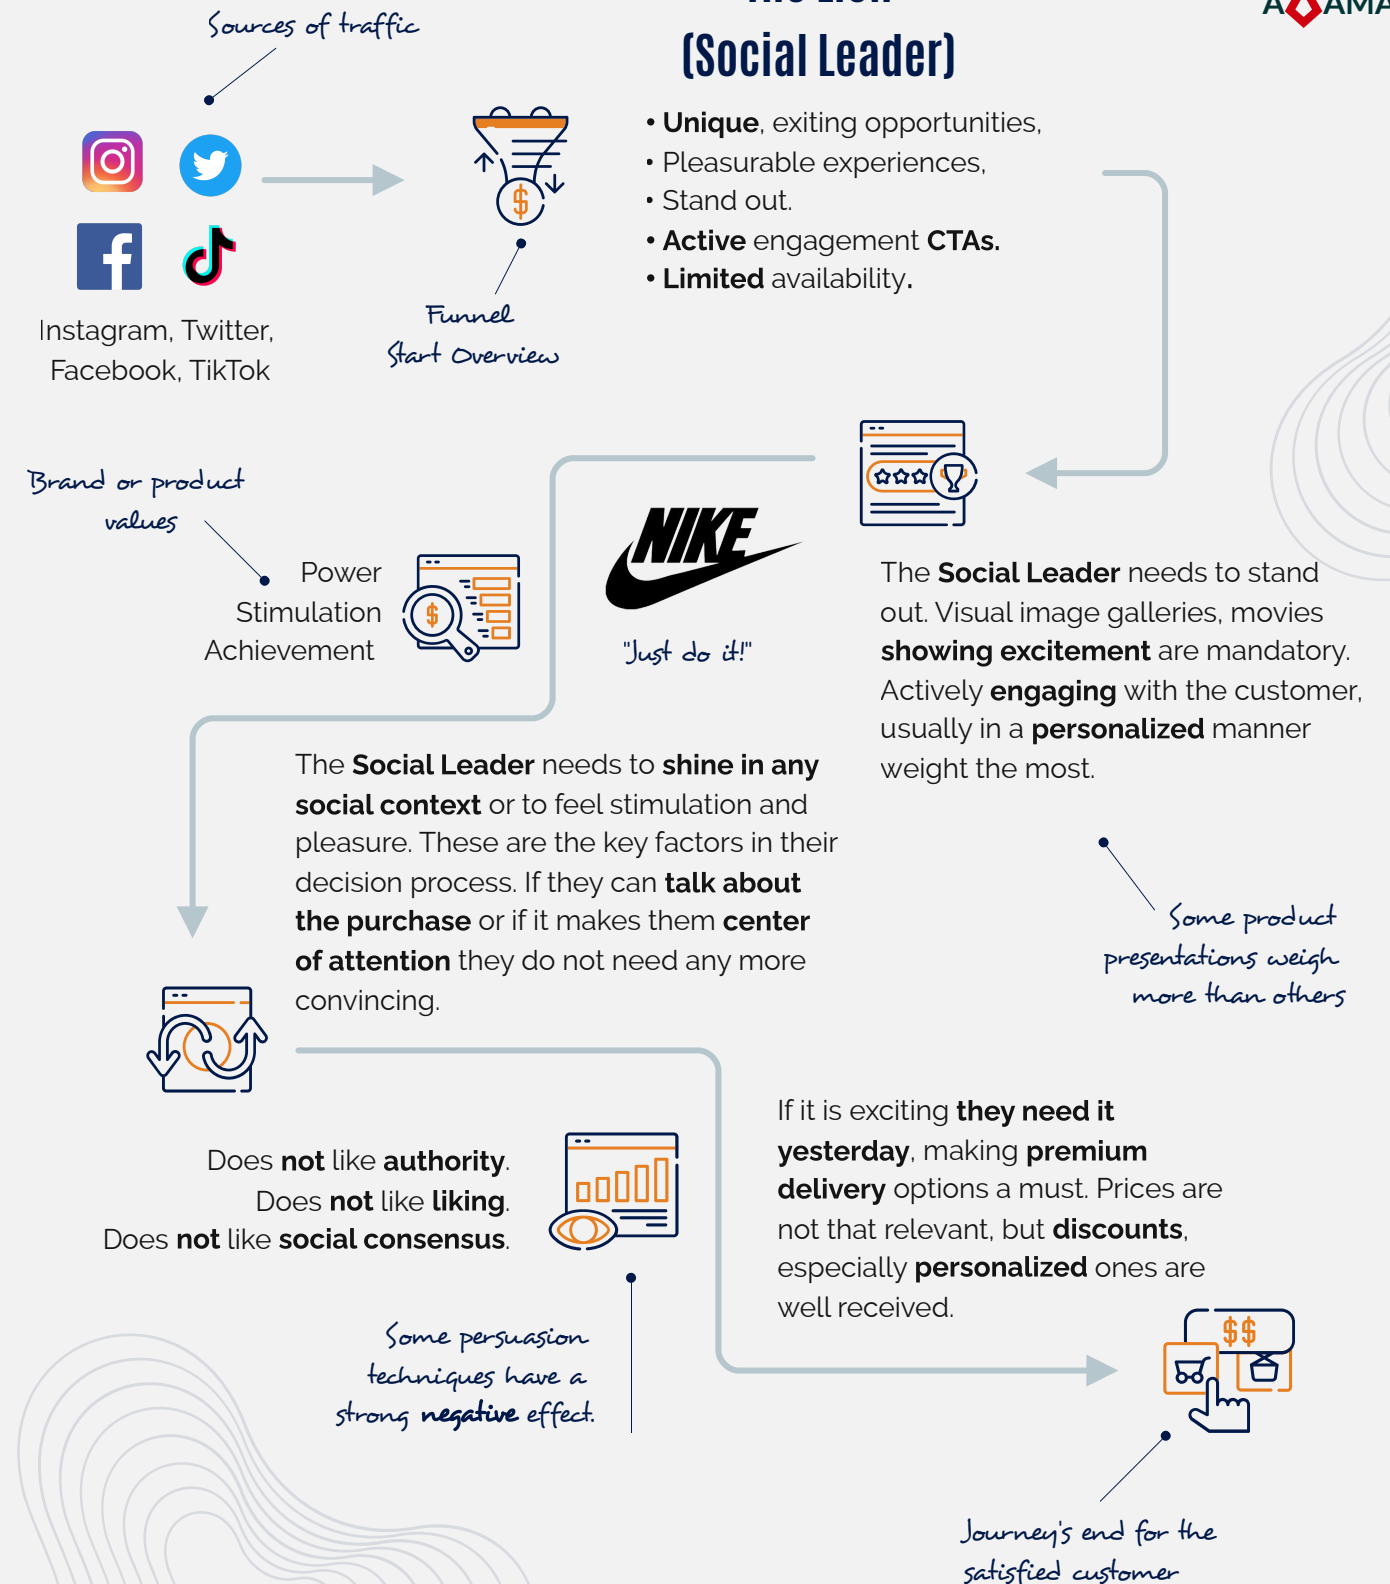 Sources of traffic
(Social Leader)
• Unique, exiting opportunities,
• Pleasurable experiences,
• Stand out.
• Active engagement CTAs.
• Limited availability.
Instagram, Twitter,
Facebook, TikTok
Funnel
Start Overview
Brand or product
values
Power
Stimulation
Achievement
$
NIKE
"Just do it!"
The Social Leader needs to stand
out. Visual image galleries, movies
showing excitement are mandatory.
Actively engaging with the customer,
usually in a personalized manner
weight the most.
Some product
presentations weigh
more than others
The Social Leader needs to shine in any
social context or to feel stimulation and
pleasure. These are the key factors in their
decision process. If they can talk about
the purchase or if it makes them center
of attention they do not need any more
convincing.
Does not like authority.
Does not like liking.
Does not like social consensus.
Some persuasion
techniques have a
strong negative effect.
If it is exciting they need it
yesterday, making premium
delivery options a must. Prices are
not that relevant, but discounts,
especially personalized ones are
well received.
$$
Journey's end for the
satisfied customer